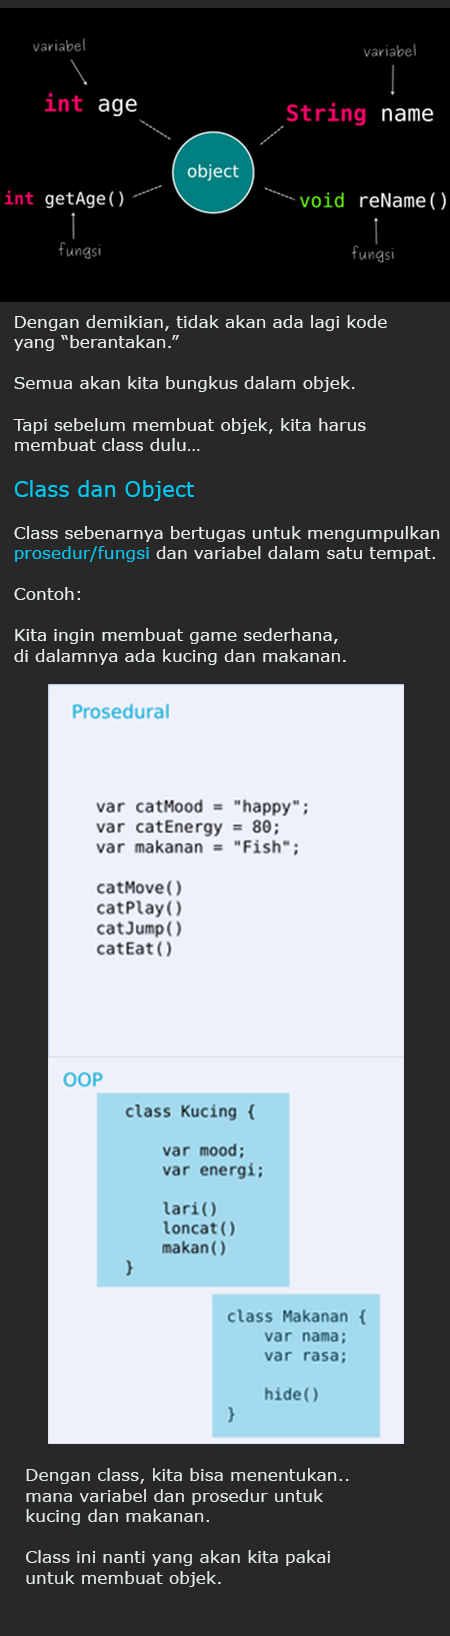 variabel
variabel
int age
String name
object
int getAge()
void reName()
fungsi
fungsi
Dengan demikian, tidak akan ada lagi kode
yang “berantakan.”
Semua akan kita bungkus dalam objek.
Tapi sebelum membuat objek, kita harus
membuat class dulu…
Class dan Object
Class sebenarnya bertugas untuk mengumpulkan
prosedur/fungsi dan variabel dalam satu tempat.
Contoh:
Kita ingin membuat game sederhana,
di dalamnya ada kucing dan makanan.
Prosedural
var catMood = "happy";
var catEnergy = 80;
var makanan = "Fish";
catMove()
catPlay()
catJump()
catEat()
OOP
class Kucing {
var mood;
var energi;
lari()
loncat()
makan()
}
class Makanan {
var nama;
var rasa;
hide()
}
Dengan class, kita bisa menentukan..
mana variabel dan prosedur untuk
kucing dan makanan.
Class ini nanti yang akan kita pakai
untuk membuat objek.